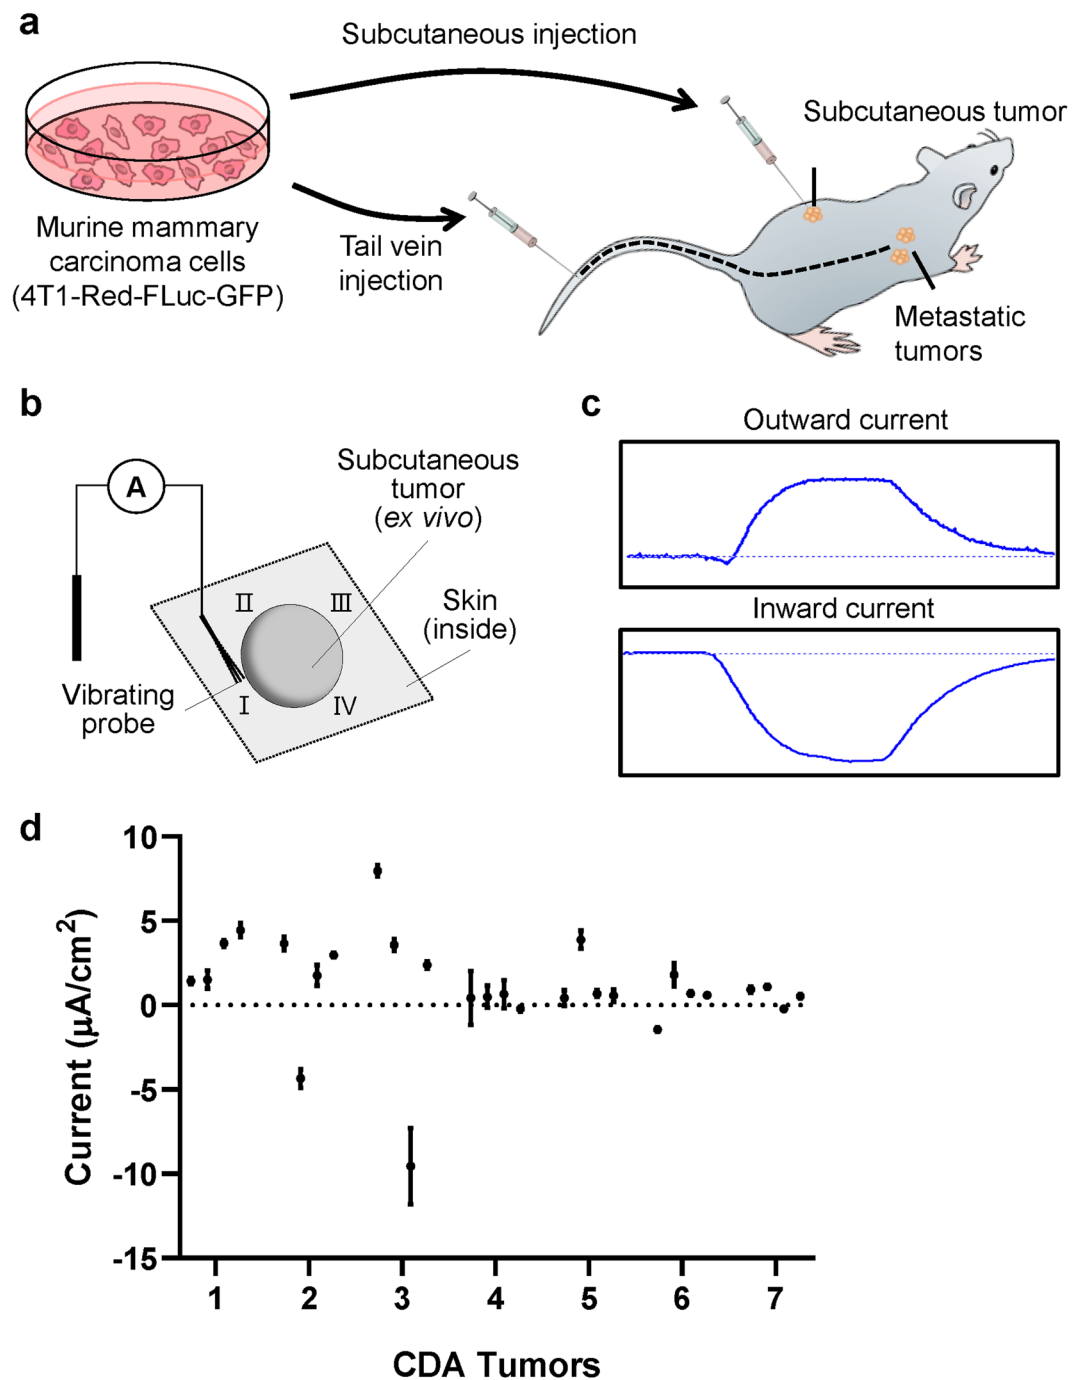 a
Subcutaneous injection
Subcutaneous tumor
Murine mammary
carcinoma cells
(4T1-Red-FLuc-GFP)
Tail vein
injection
Metastatic
tumors
b
A
Subcutaneous
tumor
(ex vivo)
Skin
(inside)
Vibrating
probe
II
III
I
IV
c
Outward current
Inward current
d
Current (µA/cm²)
10
5
0
-5
-10
-15
1 2 3 4 5 6 7
CDA Tumors